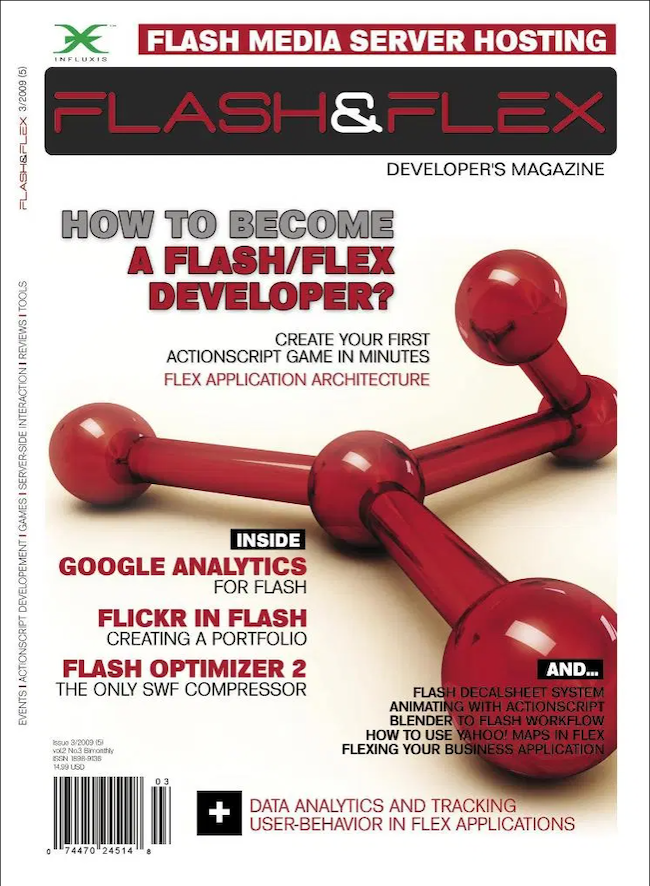 INFLUXIS
FLASH MEDIA SERVER HOSTING
FLASH&FLEX
DEVELOPER'S MAGAZINE
FLASH&FLEX 3/2009 (5)
EVENTS I ACTIONSCRIPT DEVELOPEMENT I GAMES I SERVER-SIDE INTERACTION I REVIEWS I TOOLS
HOW TO BECOME
A FLASH/FLEX
DEVELOPER?
CREATE YOUR FIRST
ACTIONSCRIPT GAME IN MINUTES
FLEX APPLICATION ARCHITECTURE
INSIDE
GOOGLE ANALYTICS
FOR FLASH
FLICKR IN FLASH
CREATING A PORTFOLIO
FLASH OPTIMIZER 2
THE ONLY SWF COMPRESSOR
AND...
FLASH DECALSHEET SYSTEM
ANIMATING WITH ACTIONSCRIPT
BLENDER TO FLASH WORKFLOW
HOW TO USE YAHOO! MAPS IN FLEX
FLEXING YOUR BUSINESS APPLICATION
Issue 3/2009 (5)
vol.2 No.3 Bimonthly
ISSN
14.99 USD
0 3
0 74470 24514 8
+ DATA ANALYTICS AND TRACKING
USER-BEHAVIOR IN FLEX APPLICATIONS